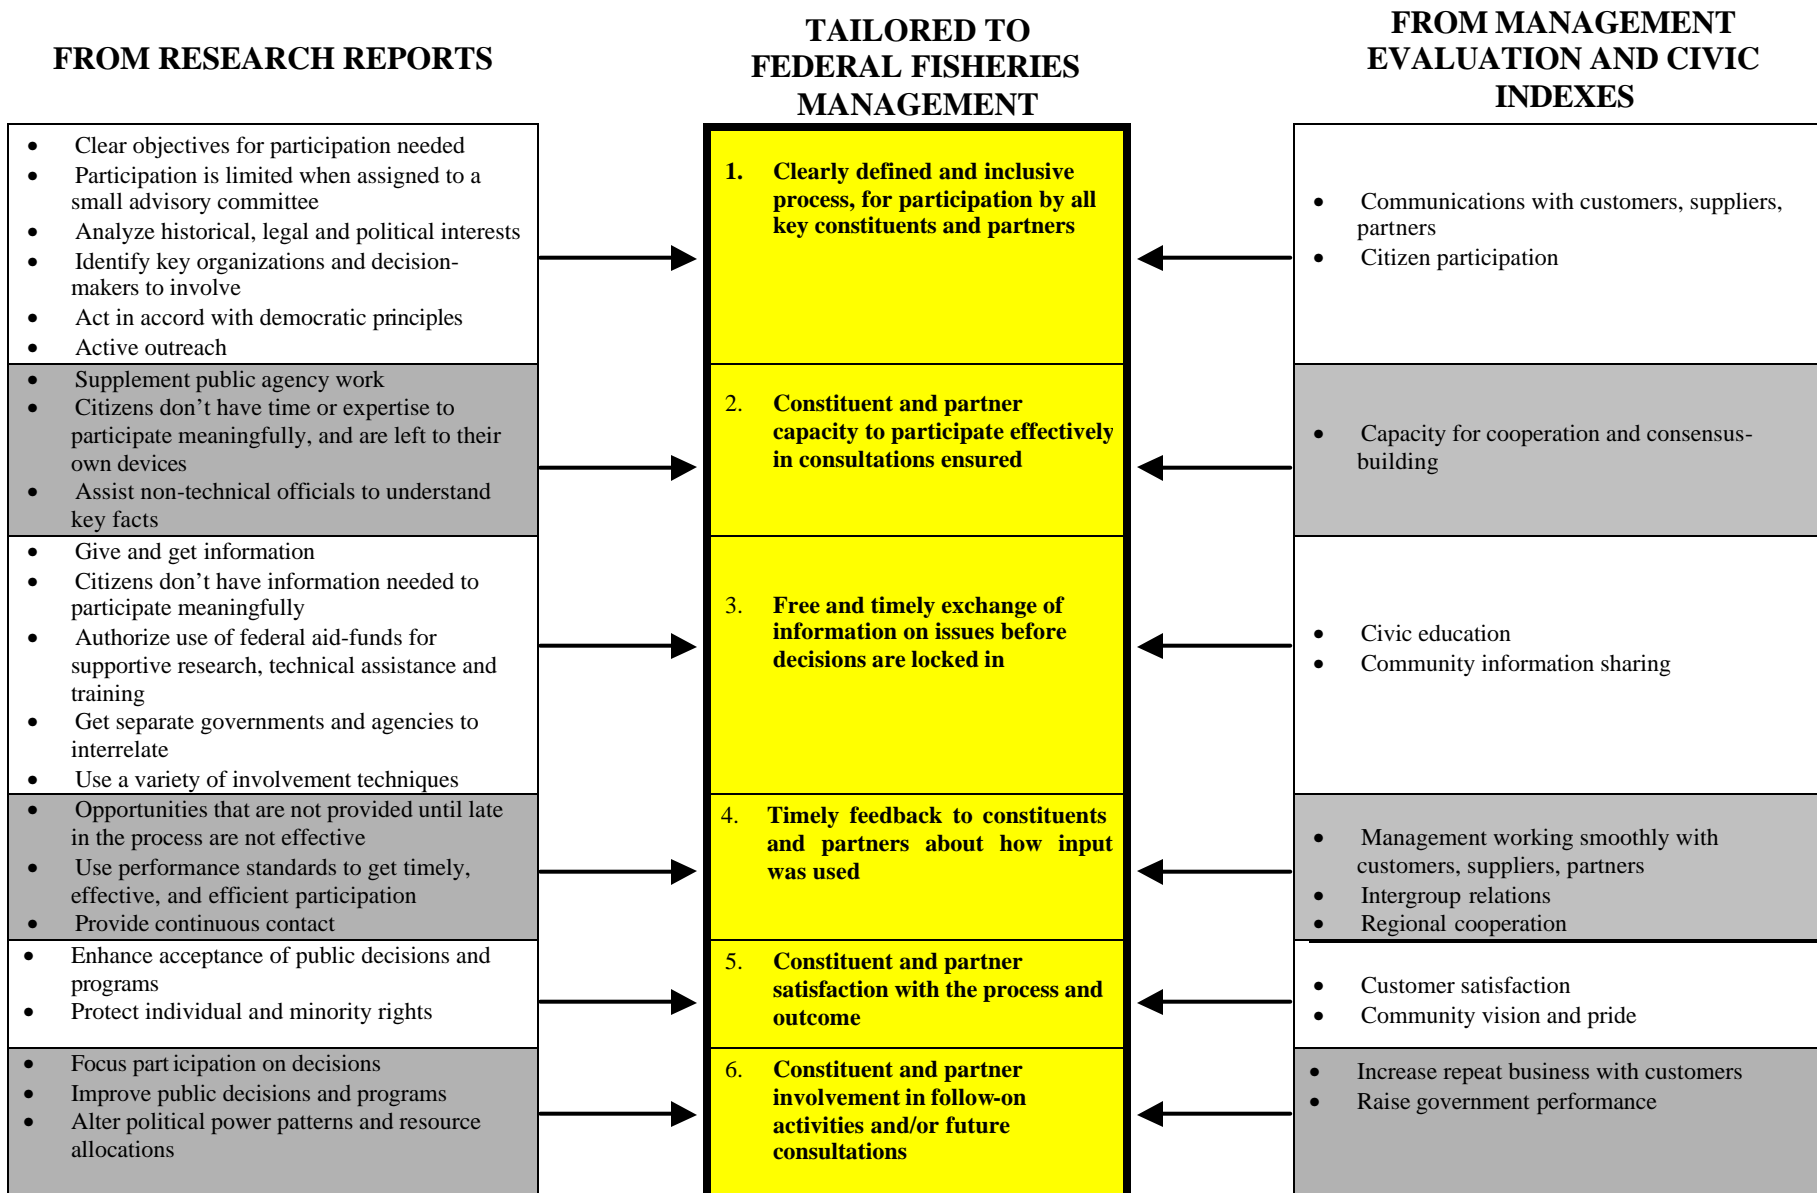 FROM RESEARCH REPORTS
TAILORED TO
FEDERAL FISHERIES
MANAGEMENT
FROM MANAGEMENT
EVALUATION AND CIVIC
INDEXES
• Clear objectives for participation needed
• Participation is limited when assigned to a
small advisory committee
• Analyze historical, legal and political interests
• Identify key organizations and decision-
makers to involve
• Act in accord with democratic principles
• Active outreach
1. Clearly defined and inclusive
process, for participation by all
key constituents and partners
• Communications with customers, suppliers,
partners
• Citizen participation
• Supplement public agency work
• Citizens don’t have time or expertise to
participate meaningfully, and are left to their
own devices
• Assist non-technical officials to understand
key facts
2. Constituent and partner
capacity to participate effectively
in consultations ensured
• Capacity for cooperation and consensus-
building
• Give and get information
• Citizens don’t have information needed to
participate meaningfully
• Authorize use of federal aid-funds for
supportive research, technical assistance and
training
• Get separate governments and agencies to
interrelate
• Use a variety of involvement techniques
3. Free and timely exchange of
information on issues before
decisions are locked in
• Civic education
• Community information sharing
• Opportunities that are not provided until late
in the process are not effective
• Use performance standards to get timely,
effective, and efficient participation
• Provide continuous contact
4. Timely feedback to constituents
and partners about how input
was used
• Management working smoothly with
customers, suppliers, partners
• Intergroup relations
• Regional cooperation
• Enhance acceptance of public decisions and
programs
• Protect individual and minority rights
5. Constituent and partner
satisfaction with the process and
outcome
• Customer satisfaction
• Community vision and pride
• Focus part icipation on decisions
• Improve public decisions and programs
• Alter political power patterns and resource
allocations
6. Constituent and partner
involvement in follow-on
activities and/or future
consultations
• Increase repeat business with customers
• Raise government performance